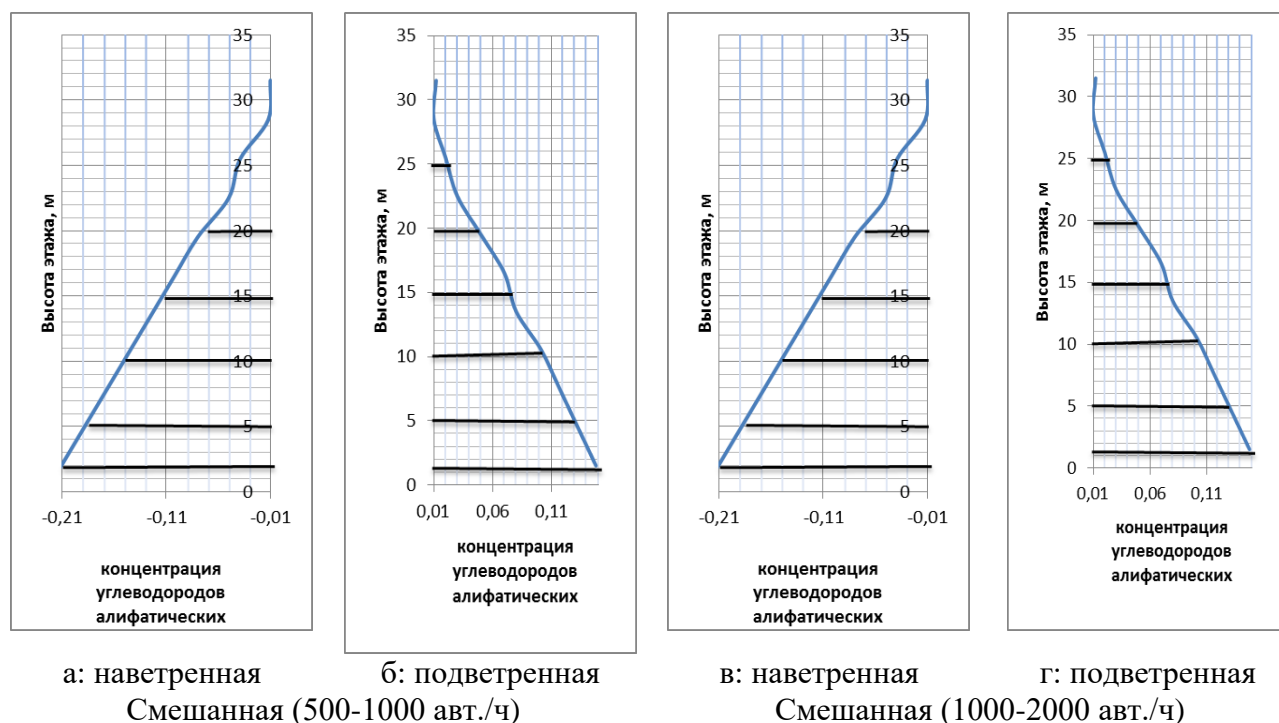 Высота этажа, м
35
30
25
20
15
10
5
0
-0,21 -0,11 -0,01
концентрация
углеводородов
алифатических
Высота этажа, м
35
30
25
20
15
10
5
0
0,01 0,06 0,11
концентрация
углеводородов
алифатических
Высота этажа, м
35
30
25
20
15
10
5
0
-0,21 -0,11 -0,01
концентрация
углеводородов
алифатических
Высота этажа, м
35
30
25
20
15
10
5
0
0,01 0,06 0,11
концентрация
углеводородов
алифатических
а: наветренная б: подветренная в: наветренная г: подветренная
Смешанная (500-1000 авт./ч) Смешанная (1000-2000 авт./ч)